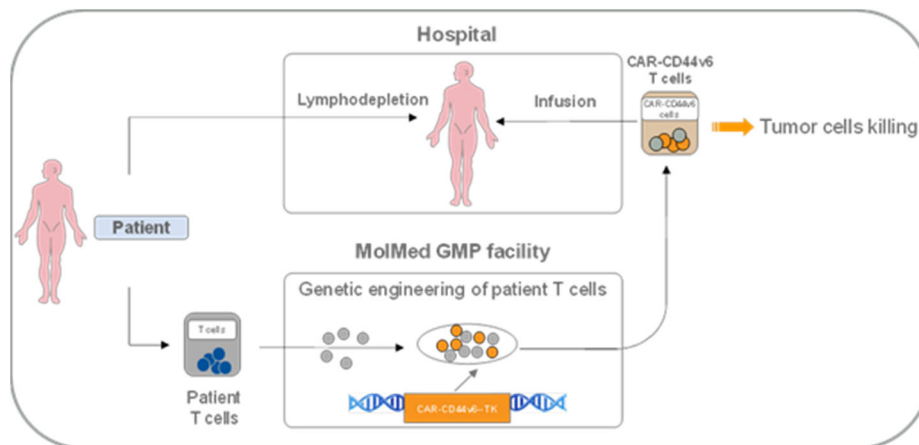 Hospital
CAR-CD44v6
T cells
Lymphodepletion
Infusion
CAR-CD44v6
cells
Tumor cells killing
Patient
MolMed GMP facility
Genetic engineering of patient T cells
T cells
Patient
T cells
CAR-CD44v6-TK